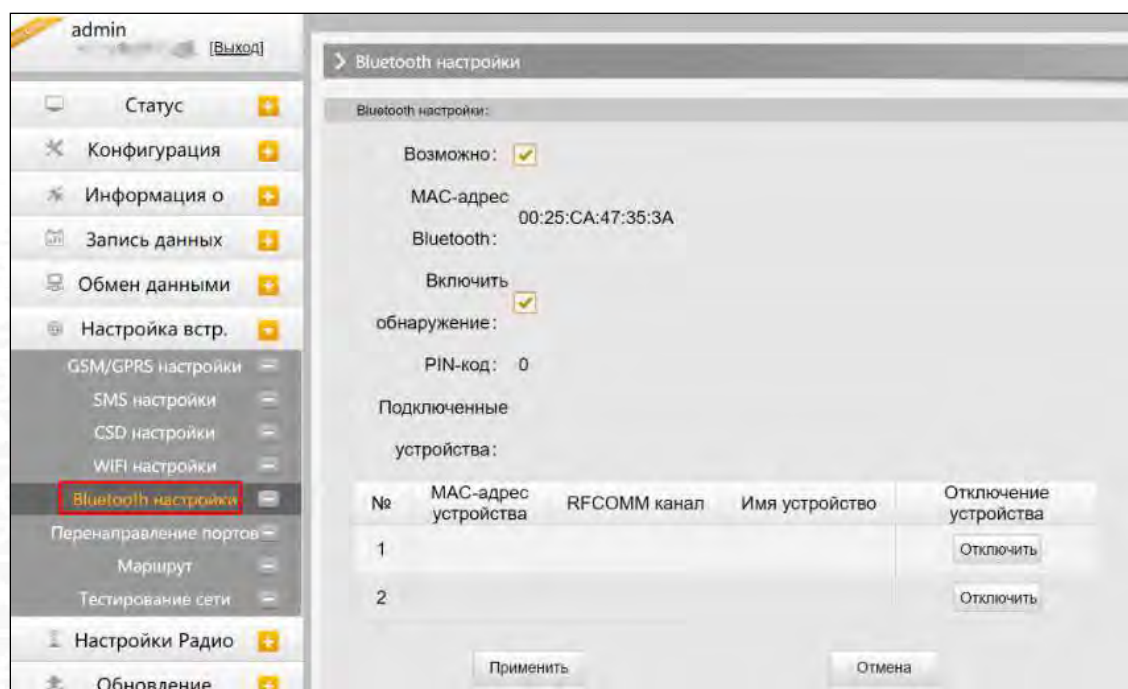 admin
[Выход]
Статус
Конфигурация
Информация о
Запись данных
Обмен данными
Настройка встр.
GSM/GPRS настройки
SMS настройки
CSD настройки
WIFI настройки
Bluetooth настройки
Перенаправление портов
Маршрут
Тестирование сети
Настройки Радио
Обновление
Bluetooth настройки
Bluetooth настройки:
Возможно:
MAC-адрес
00:25:CA:47:35:3A
Bluetooth:
Включить
обнаружение:
PIN-код: 0
Подключенные
устройства:
№ MAC-адрес устройства RFCOMM канал Имя устройство Отключение устройства
1 Отключить
2 Отключить
Применить Отмена